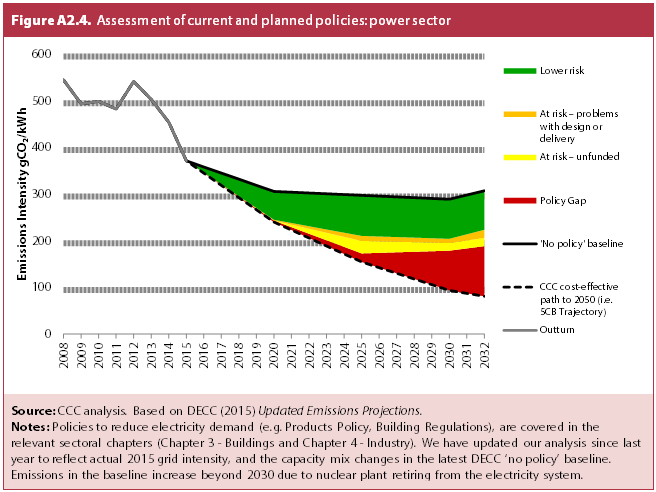 Figure A2.4. Assessment of current and planned policies: power sector
Emissions Intensity gCO₂/kWh
600
500
400
300
200
100
0
2008
2009
2010
2011
2012
2013
2014
2015
2016
2017
2018
2019
2020
2021
2022
2023
2024
2025
2026
2027
2028
2029
2030
2031
2032
Lower risk
At risk – problems
with design or
delivery
At risk – unfunded
Policy Gap
'No policy' baseline
CCC cost-effective
path to 2050 (i.e.
5CB Trajectory)
Outturn
Source: CCC analysis. Based on DECC (2015) Updated Emissions Projections.
Notes: Policies to reduce electricity demand (e.g. Products Policy, Building Regulations), are covered in the
relevant sectoral chapters (Chapter 3 - Buildings and Chapter 4 - Industry). We have updated our analysis since last
year to reflect actual 2015 grid intensity, and the capacity mix changes in the latest DECC 'no policy' baseline.
Emissions in the baseline increase beyond 2030 due to nuclear plant retiring from the electricity system.